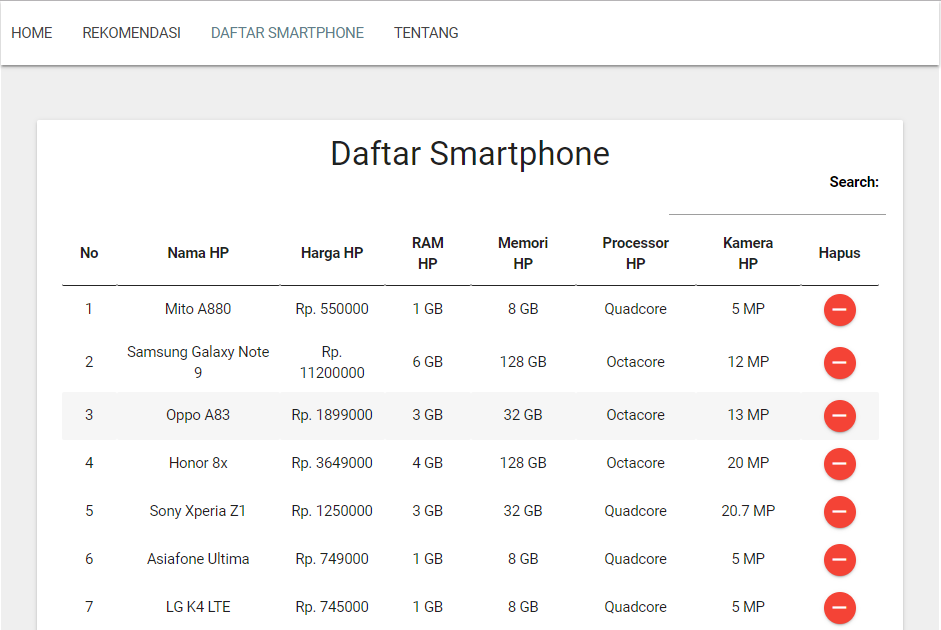 HOME REKOMENDASI DAFTAR SMARTPHONE TENTANG
Daftar Smartphone
Search:
No Nama HP Harga HP RAM HP Memori HP Processor HP Kamera HP Hapus
1 Mito A880 Rp. 550000 1 GB 8 GB Quadcore 5 MP
2 Samsung Galaxy Note 9 Rp. 11200000 6 GB 128 GB Octacore 12 MP
3 Oppo A83 Rp. 1899000 3 GB 32 GB Octacore 13 MP
4 Honor 8x Rp. 3649000 4 GB 128 GB Octacore 20 MP
5 Sony Xperia Z1 Rp. 1250000 3 GB 32 GB Quadcore 20.7 MP
6 Asiafone Ultima Rp. 749000 1 GB 8 GB Quadcore 5 MP
7 LG K4 LTE Rp. 745000 1 GB 8 GB Quadcore 5 MP